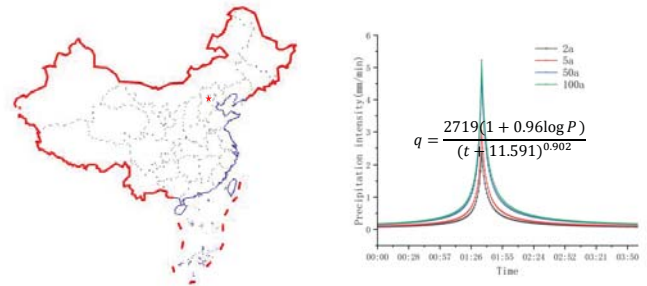 6
5
4
3
2
1
0
Precipitation intensity(mm/min)
2a
5a
50a
100a
q = 2719(1 + 0.96log P)
(t + 11.591)^0.902
00:00 00:28 00:57 01:26 01:55 02:24 02:52 03:21 03:50
Time